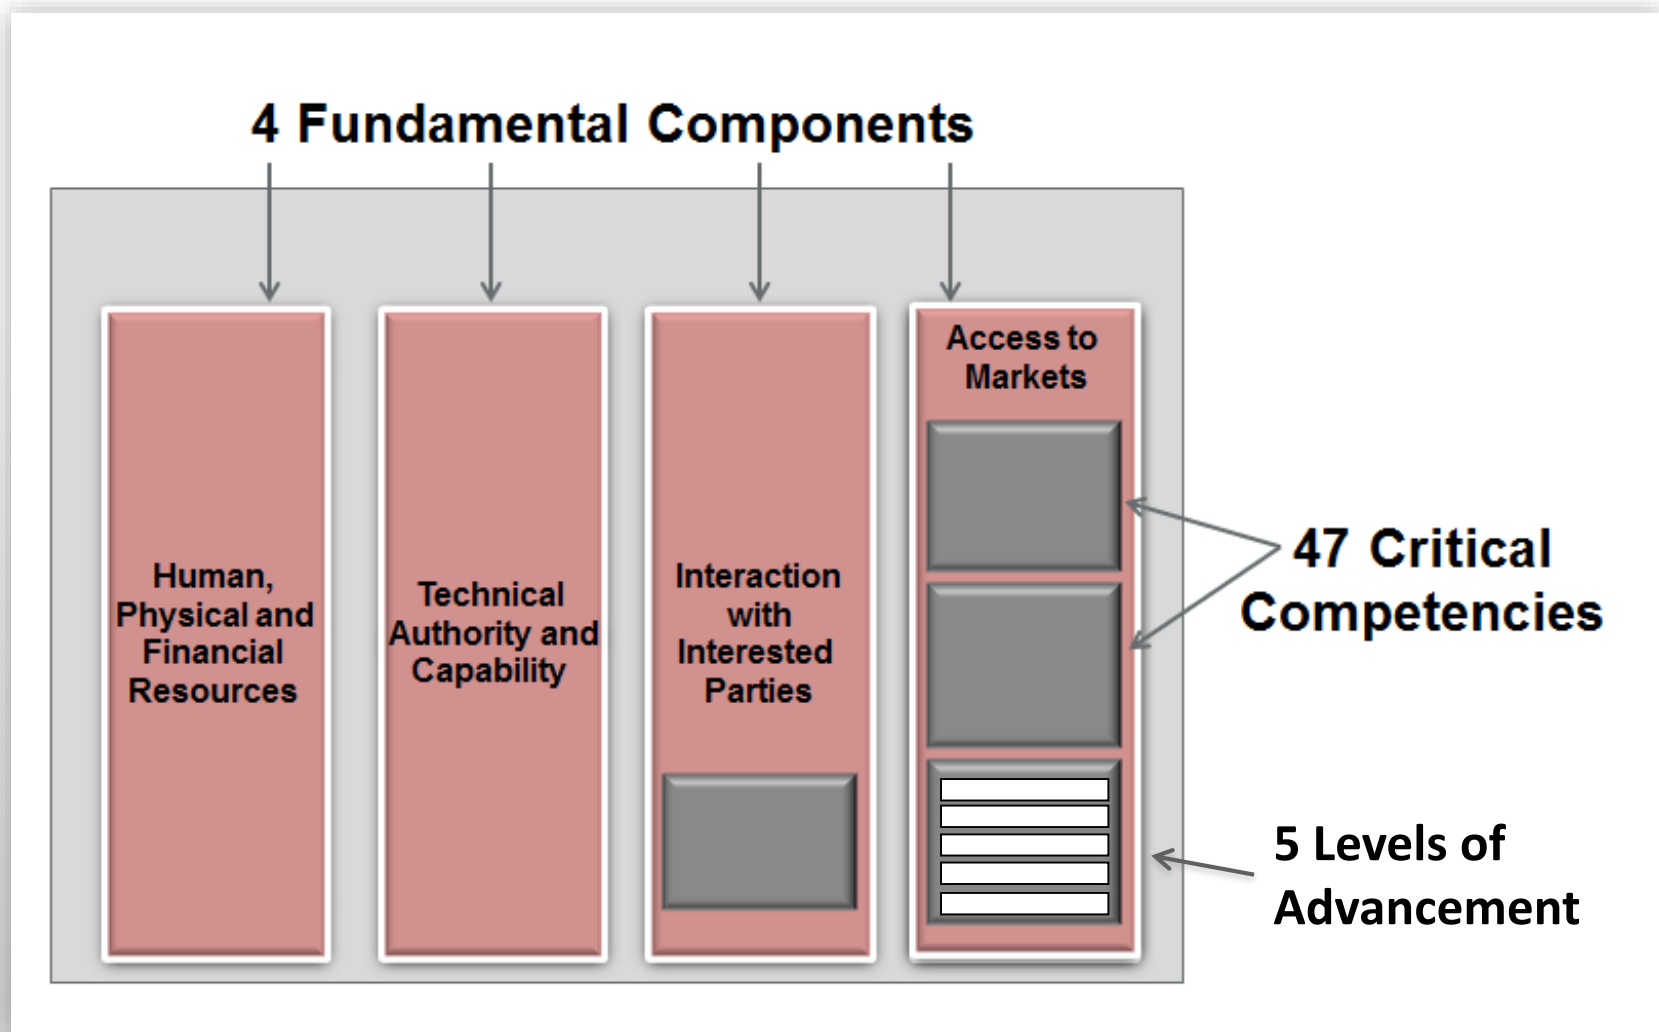 4 Fundamental Components
Human,
Physical and
Financial
Resources
Technical
Authority and
Capability
Interaction
with
Interested
Parties
Access to
Markets
47 Critical
Competencies
5 Levels of
Advancement